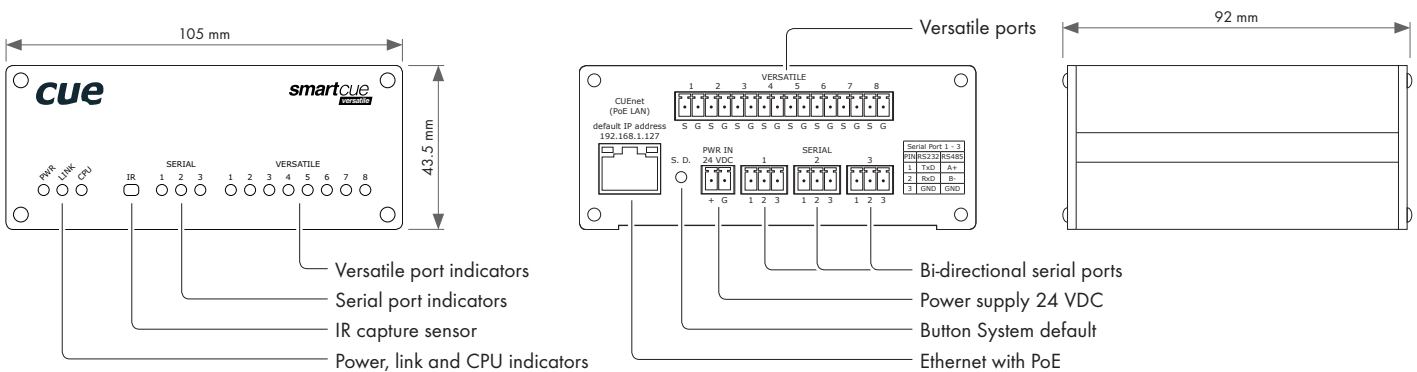 105 mm
cue
smartcue
versatile
43.5 mm
PWR LINK CPU
IR
SERIAL
1 2 3
VERSATILE
1 2 3 4 5 6 7 8
Versatile port indicators
Serial port indicators
IR capture sensor
Power, link and CPU indicators
Versatile ports
VERSATILE
1 2 3 4 5 6 7 8
S G S G S G S G S G S G S G S G
CUEnet
(PoE LAN)
default IP address
192.168.1.127
S. D.
PWR IN
24 VDC
+ G
SERIAL
1 2 3
1 2 3 1 2 3 1 2 3
Serial Port 1 - 3
PIN RS232 RS485
1 TxD A+
2 RxD B-
3 GND GND
Bi-directional serial ports
Power supply 24 VDC
Button System default
Ethernet with PoE
92 mm